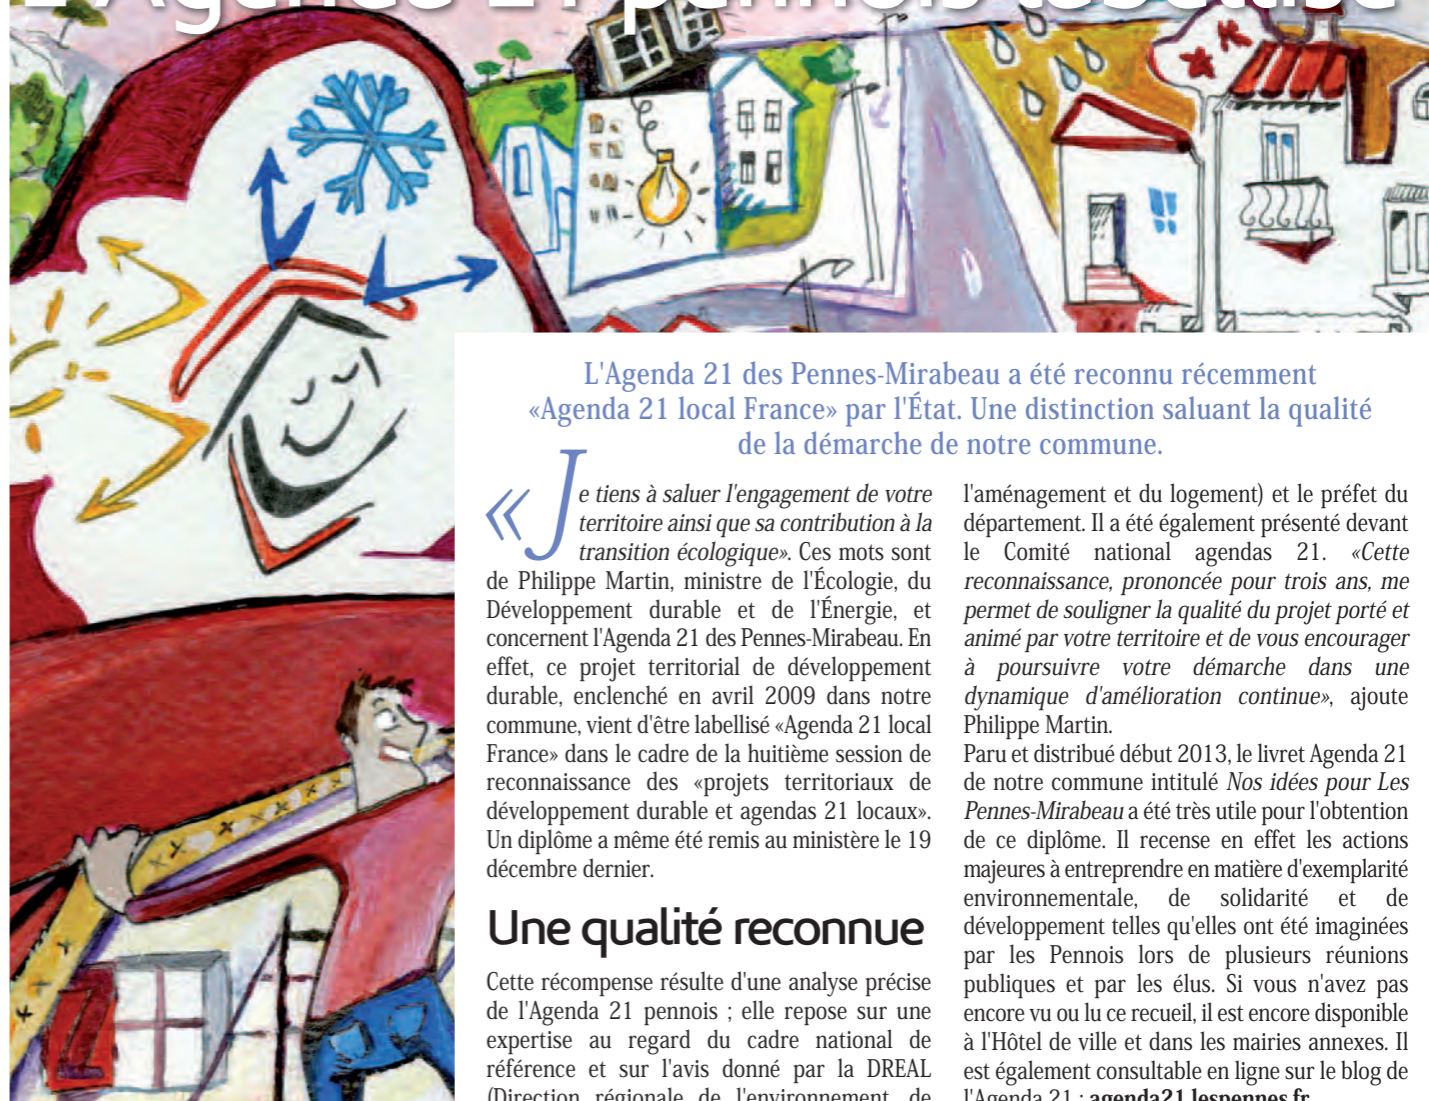 L'Agence 21 pennois labellisé
L'Agenda 21 des Pennes-Mirabeau a été reconnu récemment
«Agenda 21 local France» par l'État. Une distinction saluant la qualité
de la démarche de notre commune.
«Je tiens à saluer l'engagement de votre
territoire ainsi que sa contribution à la
transition écologique». Ces mots sont
de Philippe Martin, ministre de l'Écologie, du
Développement durable et de l'Énergie, et
concernent l'Agenda 21 des Pennes-Mirabeau. En
effet, ce projet territorial de développement
durable, enclenché en avril 2009 dans notre
commune, vient d'être labellisé «Agenda 21 local
France» dans le cadre de la huitième session de
reconnaissance des «projets territoriaux de
développement durable et agendas 21 locaux».
Un diplôme a même été remis au ministère le 19
décembre dernier.
Une qualité reconnue
Cette récompense résulte d'une analyse précise
de l'Agenda 21 pennois ; elle repose sur une
expertise au regard du cadre national de
référence et sur l'avis donné par la DREAL
(Direction régionale de l'environnement, de
l'aménagement et du logement) et le préfet du
département. Il a été également présenté devant
le Comité national agendas 21. «Cette
reconnaissance, prononcée pour trois ans, me
permet de souligner la qualité du projet porté et
animé par votre territoire et de vous encourager
à poursuivre votre démarche dans une
dynamique d'amélioration continue», ajoute
Philippe Martin.
Paru et distribué début 2013, le livret Agenda 21
de notre commune intitulé Nos idées pour Les
Pennes-Mirabeau a été très utile pour l'obtention
de ce diplôme. Il recense en effet les actions
majeures à entreprendre en matière d'exemplarité
environnementale, de solidarité et de
développement telles qu'elles ont été imaginées
par les Pennois lors de plusieurs réunions
publiques et par les élus. Si vous n'avez pas
encore vu ou lu ce recueil, il est encore disponible
à l'Hôtel de ville et dans les mairies annexes. Il
est également consultable en ligne sur le blog de
l'Agenda 21 : agenda21.lespennes.fr